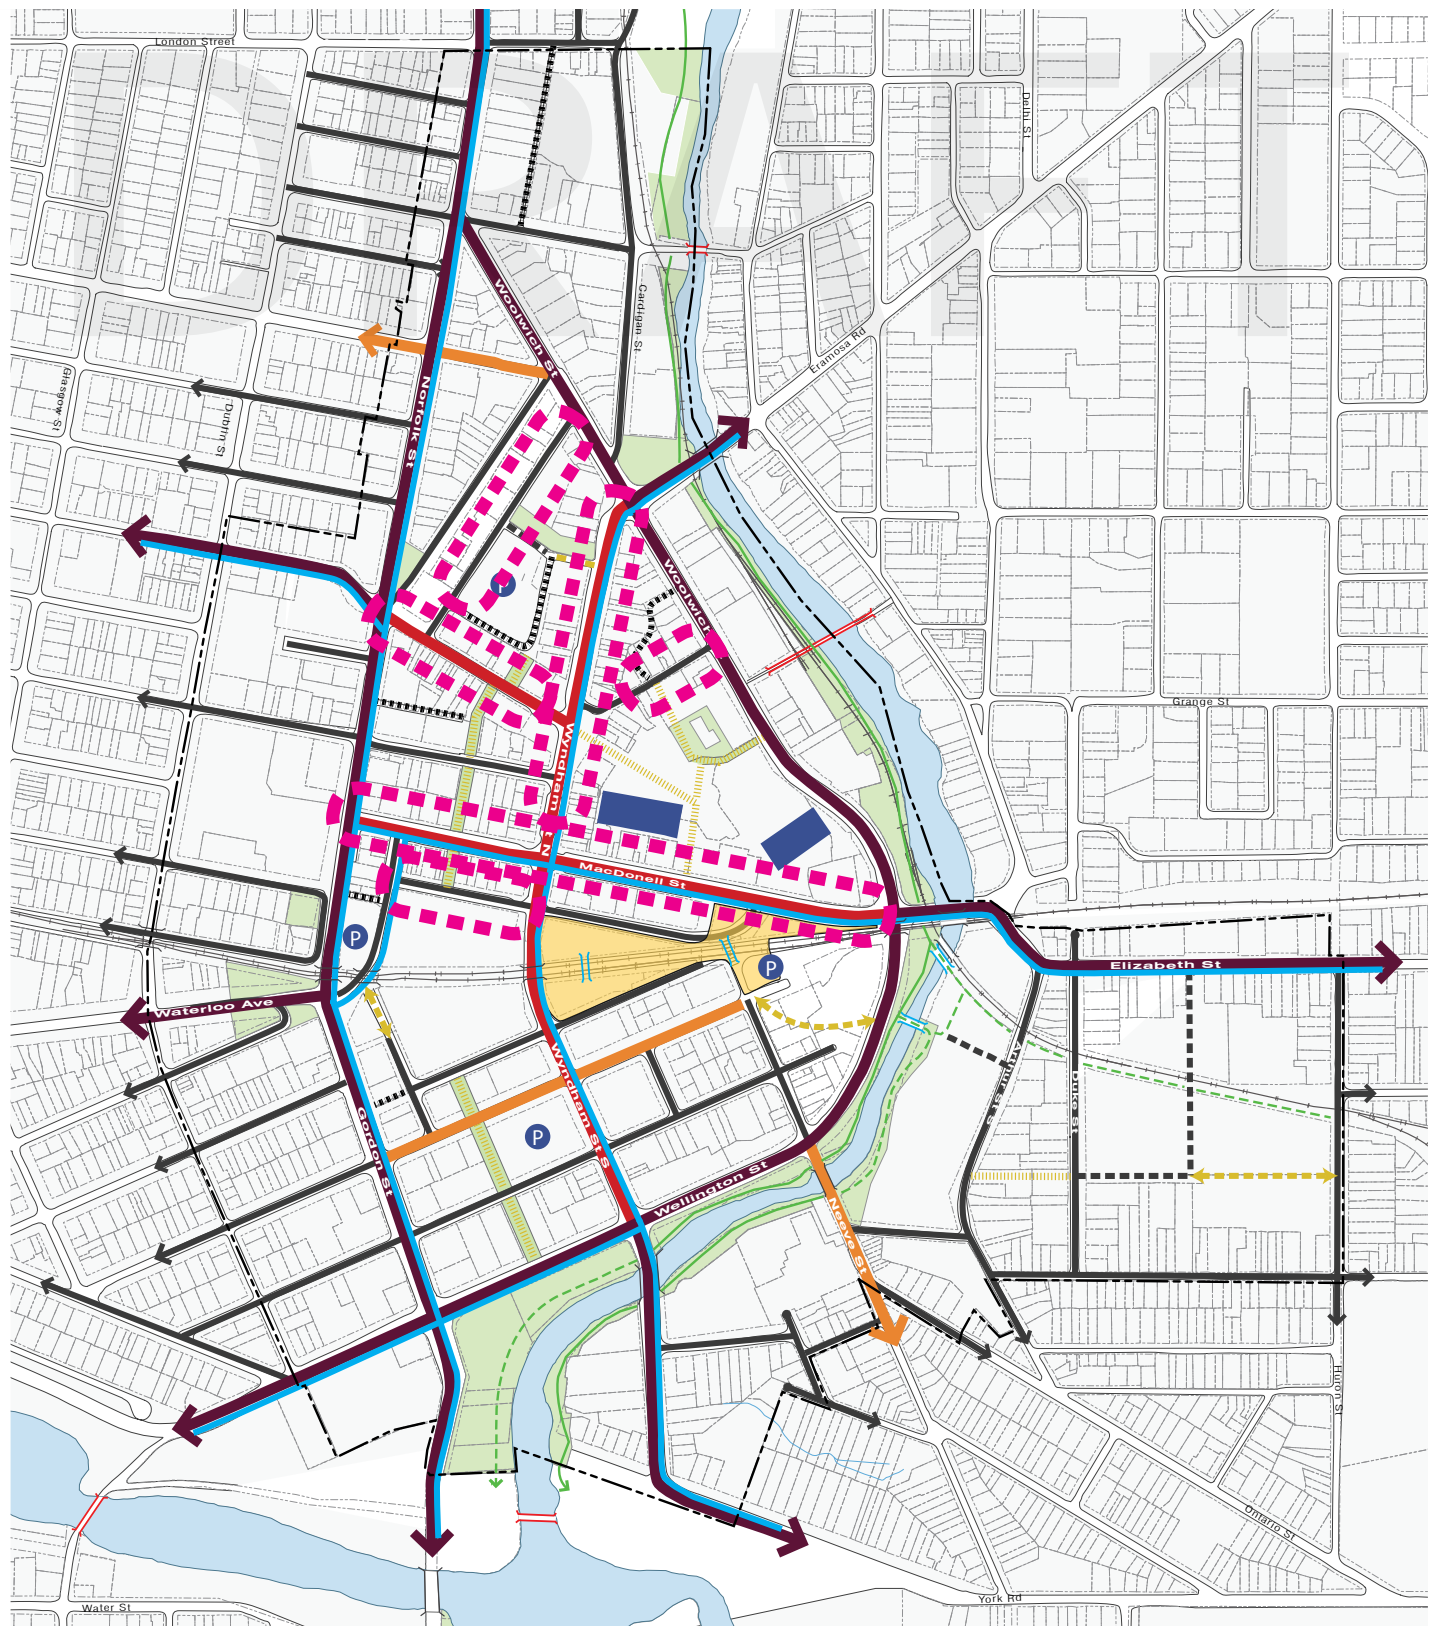 DRAFT
London Street
Delhi St
Woolwich St
Cardigan St
Eramosa Rd
Glasgow St
Dublin St
Norfolk St
P
Woolwich
Grange St
Wyndham St N
MacDonell St
P
P
Elizabeth St
Waterloo Ave
Arthur St S
Duke St
Wyndham St S
Gordon St
P
Wellington St
Neeve St
Huron St
Ontario St
York Rd
Water St